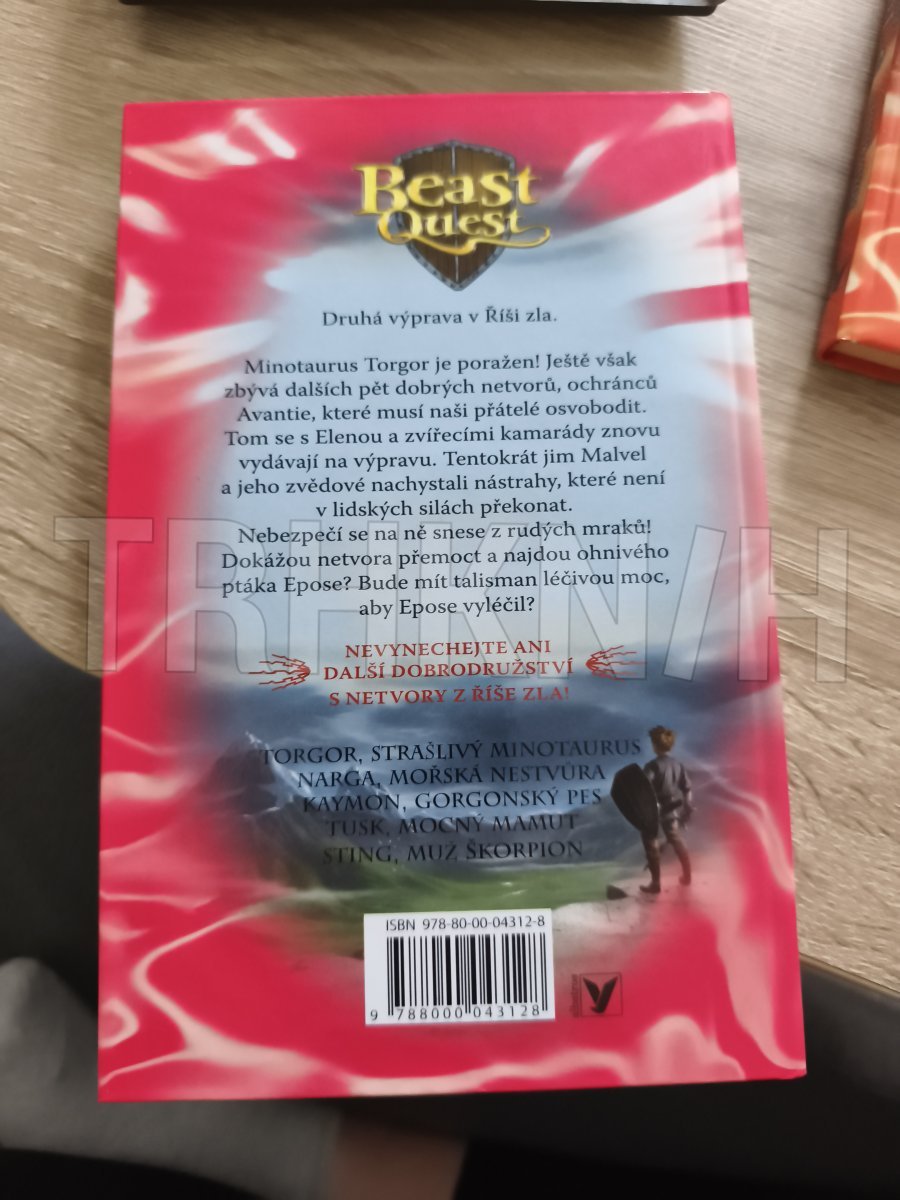 Beast
Quest
Druhá výprava v Říši zla.
Minotaurus Torgor je poražen! Ještě však
zbývá dalších pět dobrých netvorů, ochránců
Avantie, které musí naši přátelé osvobodit.
Tom se s Elenou a zvířecími kamarády znovu
vydávají na výpravu. Tentokrát jim Malvel
a jeho zvědové nachystali nástrahy, které není
v lidských silách překonat.
Nebezpečí se na ně snese z rudých mraků!
Dokážou netvora přemoct a najdou ohnivého
ptáka Epose? Bude mít talisman léčivou moc,
aby Epose vyléčil?
NEVYNECHEJTE ANI
DALŠÍ DOBRODRUŽSTVÍ
S NETVORY Z ŘÍŠE ZLA!
TORGOR, STRAŠLIVÝ MINOTAURUS
NARGA, MOŘSKÁ NESTVŮRA
KAYMON, GORGONSKÝ PES
TUSK, MOCNÝ MAMUT
STING, MUŽ ŠKORPION
ISBN 978-80-00-04312-8
9 788000 043128
albatros
TRHKN/H